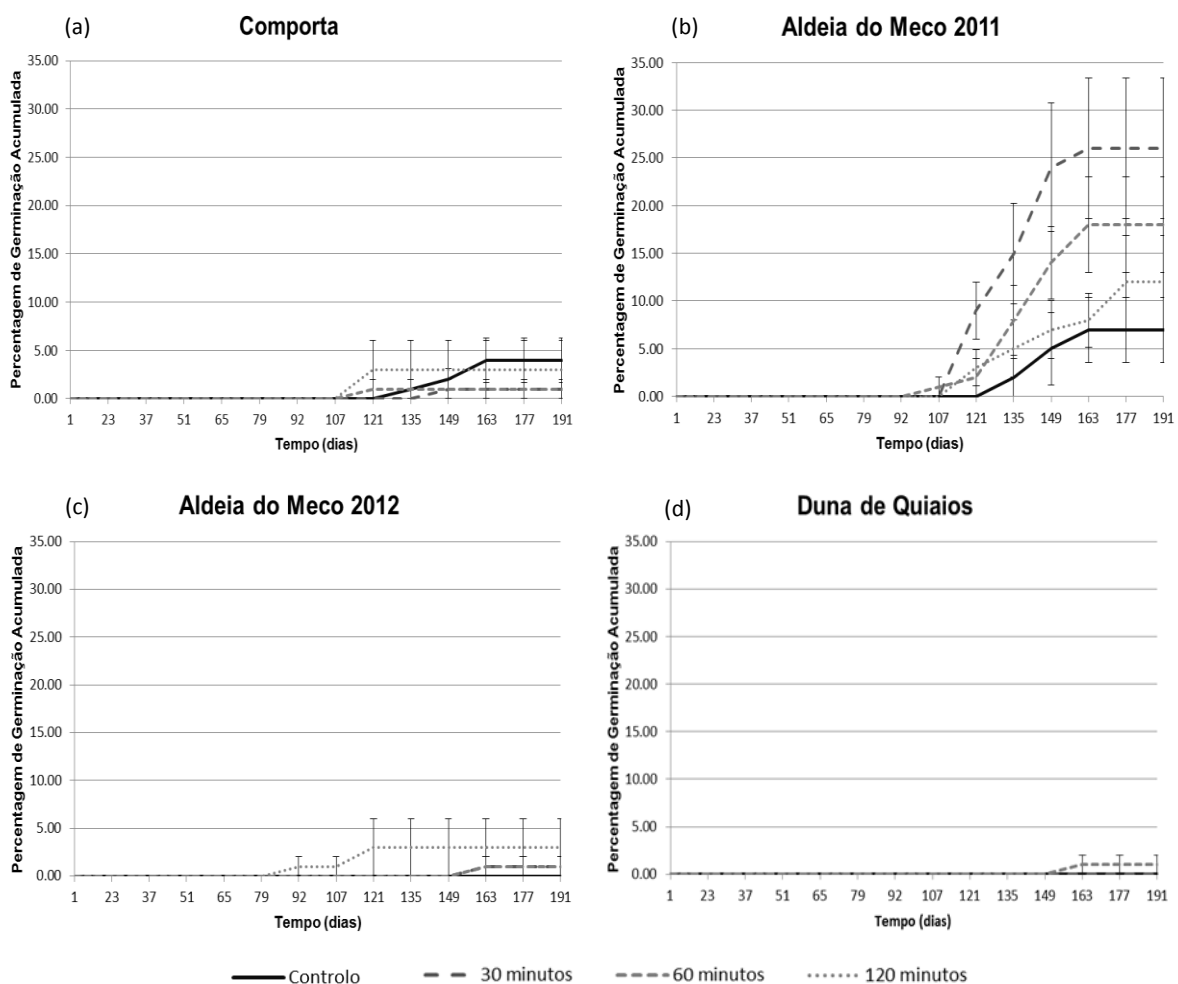 (a)
Comporta
Percentagem de Germinação Acumulada
35.00
30.00
25.00
20.00
15.00
10.00
5.00
0.00
1 23 37 51 65 79 92 107 121 135 149 163 177 191
Tempo (dias)
(b)
Aldeia do Meco 2011
Percentagem de Germinação Acumulada
35.00
30.00
25.00
20.00
15.00
10.00
5.00
0.00
1 23 37 51 65 79 92 107 121 135 149 163 177 191
Tempo (dias)
(c)
Aldeia do Meco 2012
Percentagem de Germinação Acumulada
35.00
30.00
25.00
20.00
15.00
10.00
5.00
0.00
1 23 37 51 65 79 92 107 121 135 149 163 177 191
Tempo (dias)
(d)
Duna de Quiaios
Percentagem de Germinação Acumulada
35.00
30.00
25.00
20.00
15.00
10.00
5.00
0.00
1 23 37 51 65 79 92 107 121 135 149 163 177 191
Tempo (dias)
Controlo 30 minutos 60 minutos 120 minutos